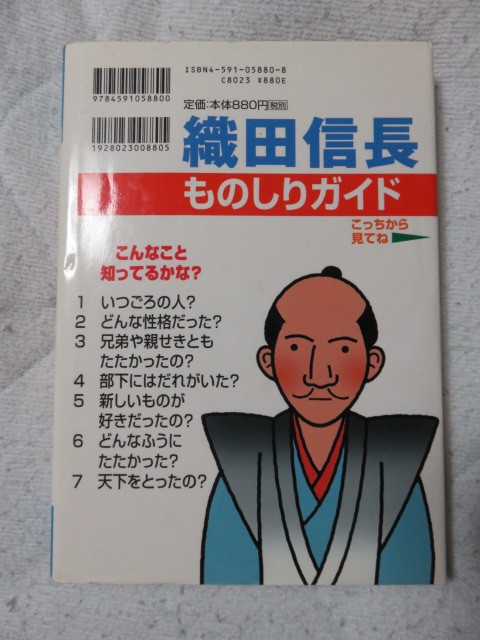 ISBN4-591-05880-8
C8023 ¥880E
9784591058800
定価:本体880円(税別)
1928023008805
織田信長
ものしりガイド
こっちから
見てね
こんなこと
知ってるかな?
1 いつごろの人?
2 どんな性格だった?
3 兄弟や親せきとも
たたかったの?
4 部下にはだれがいた?
5 新しいものが
好きだったの?
6 どんなふうに
たたかった?
7 天下をとったの?